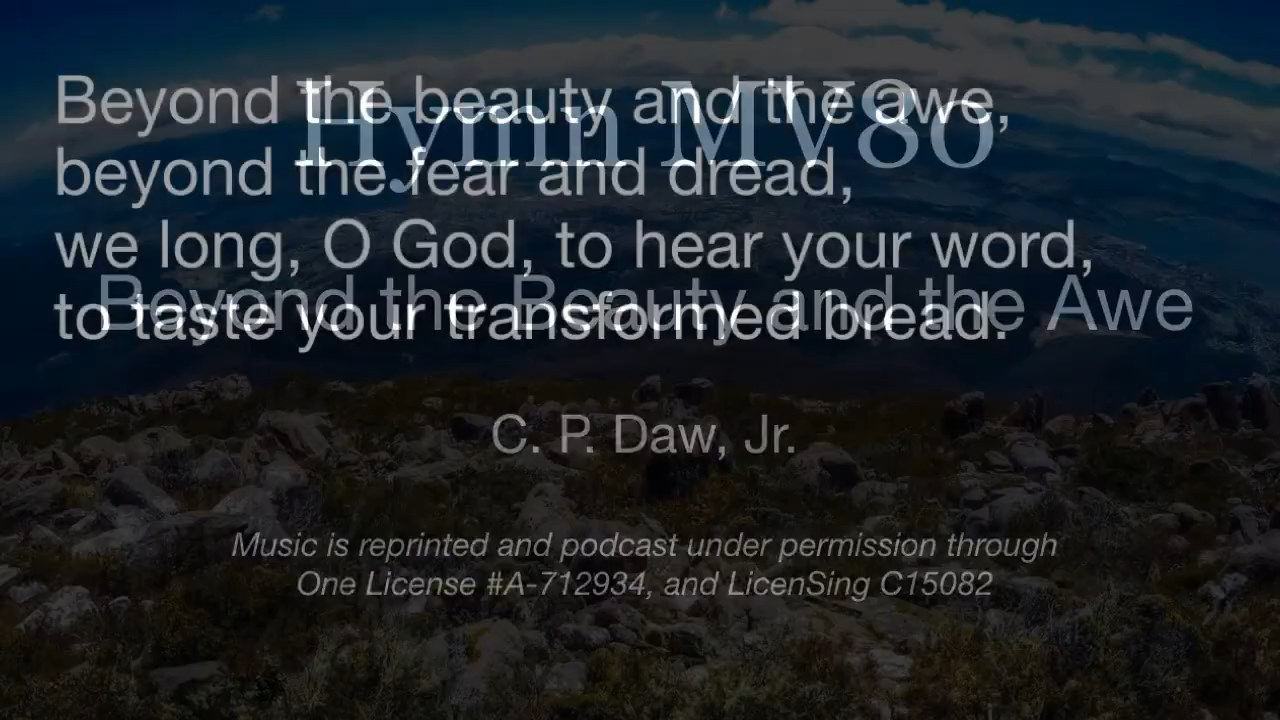 Hymn MV80
Beyond the Beauty and the Awe
C. P. Daw, Jr.
Music is reprinted and podcast under permission through
One License #A-712934, and LicenSing C15082
Beyond the beauty and the awe,
beyond the fear and dread,
we long, O God, to hear your word,
to taste your transformed bread.